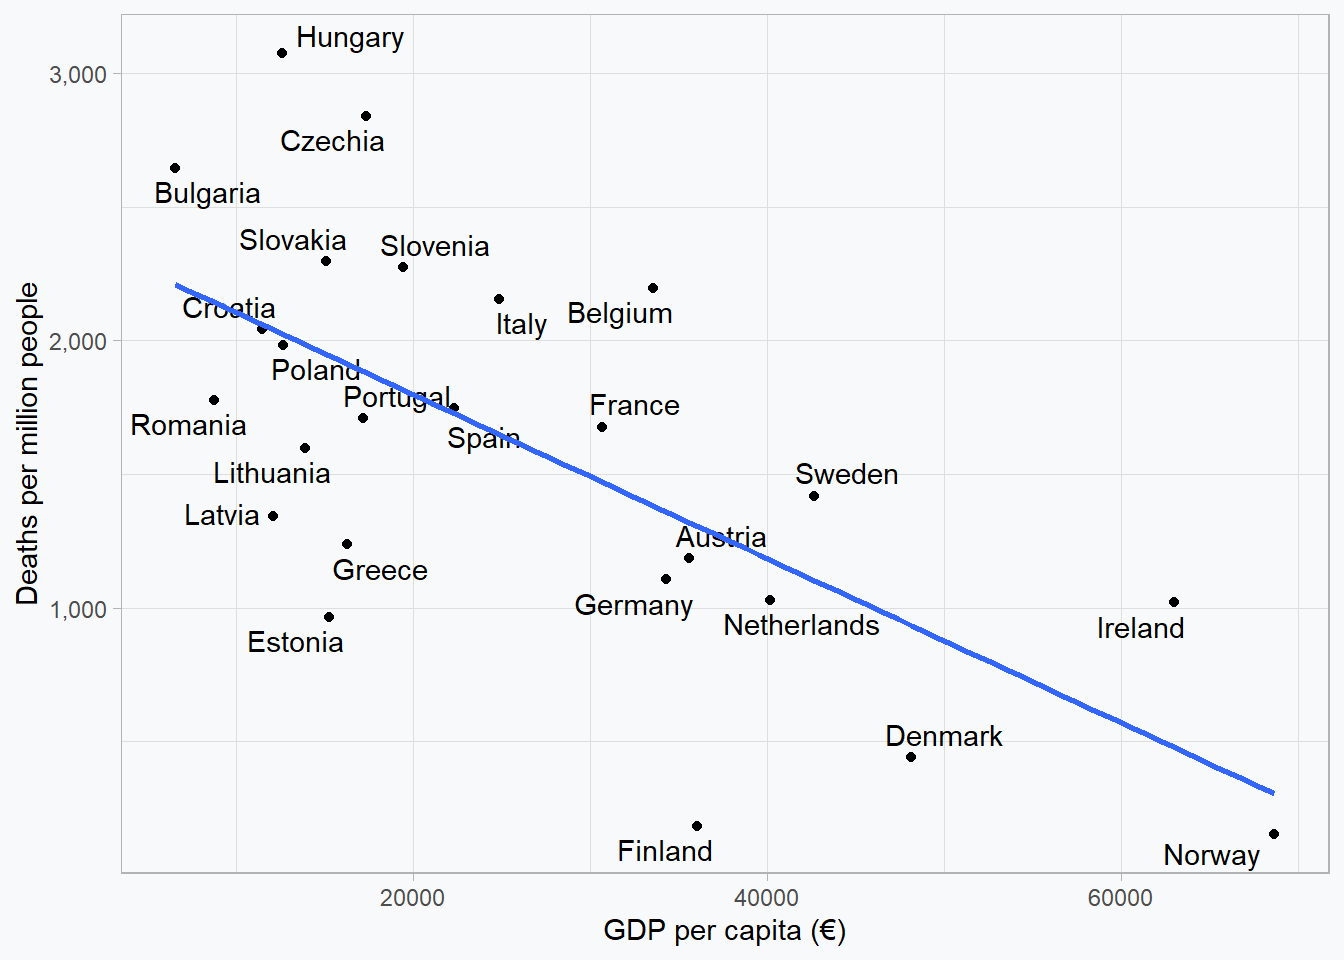 Hungary
3,000
Czechia
Bulgaria
Slovakia
Slovenia
Croatia
Italy
Belgium
2,000
Poland
Portugal
France
Romania
Spain
Lithuania
Sweden
Latvia
Austria
Greece
Germany
1,000
Netherlands
Ireland
Estonia
Denmark
Finland
Norway
Deaths per million people
20000
40000
60000
GDP per capita (€)